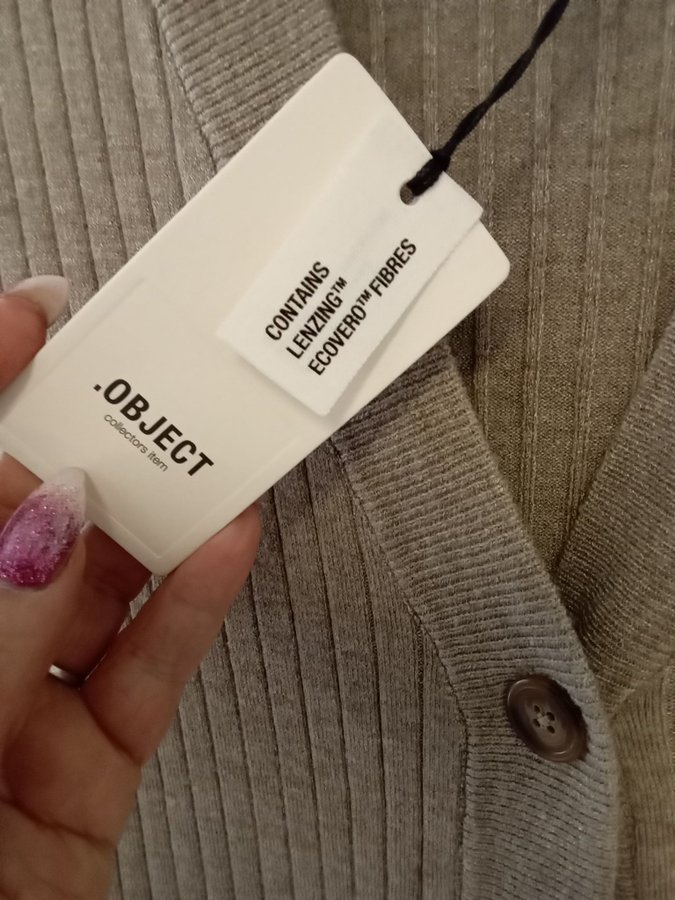 CONTAINS
LENZING™
ECOVERO™ FIBRES
.OBJECT
collectors item